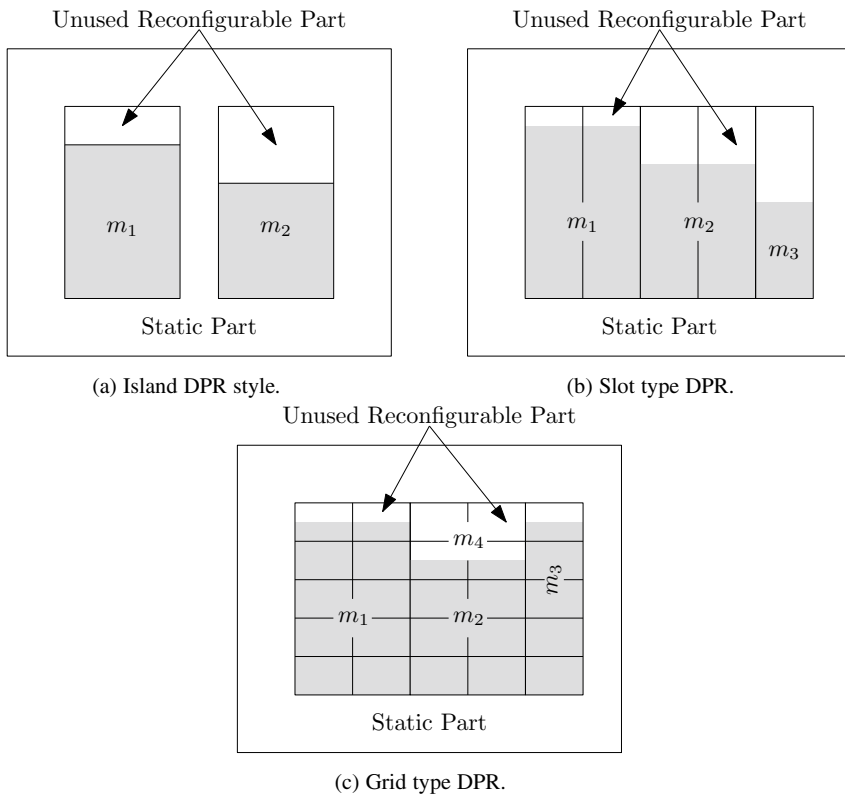 Unused Reconfigurable Part
m₁
m₂
Static Part
(a) Island DPR style.
Unused Reconfigurable Part
m₁
m₂
m₃
Static Part
(b) Slot type DPR.
Unused Reconfigurable Part
m₄
m₃
m₁
m₂
Static Part
(c) Grid type DPR.